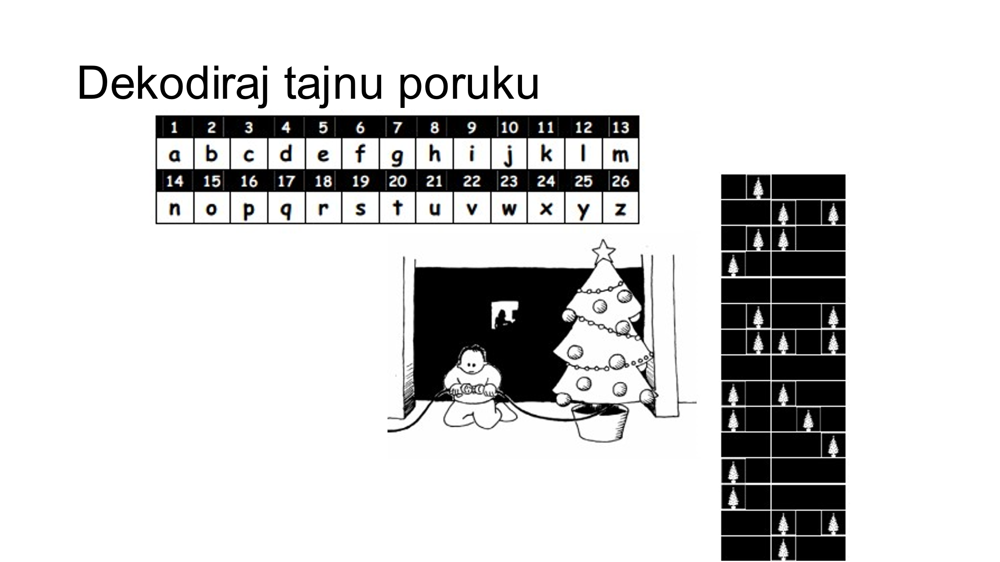 Dekodiraj tajnu poruku
1 2 3 4 5 6 7 8 9 10 11 12 13
a b c d e f g h i j k l m
14 15 16 17 18 19 20 21 22 23 24 25 26
n o p q r s t u v w x y z